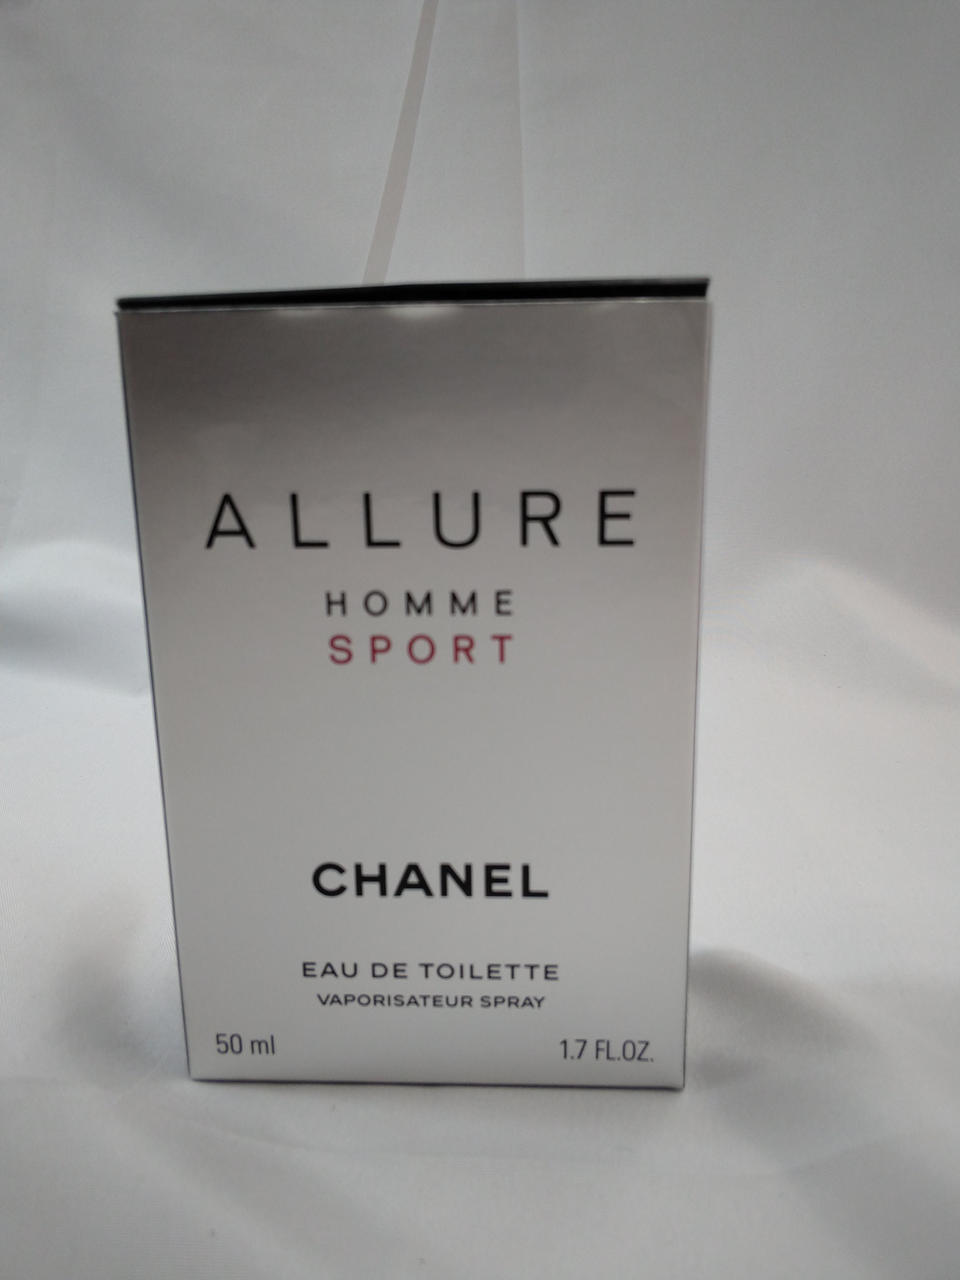 ALLURE
HOMME
SPORT
CHANEL
EAU DE TOILETTE
VAPORISATEUR SPRAY
50 ml 1.7 FL.OZ.